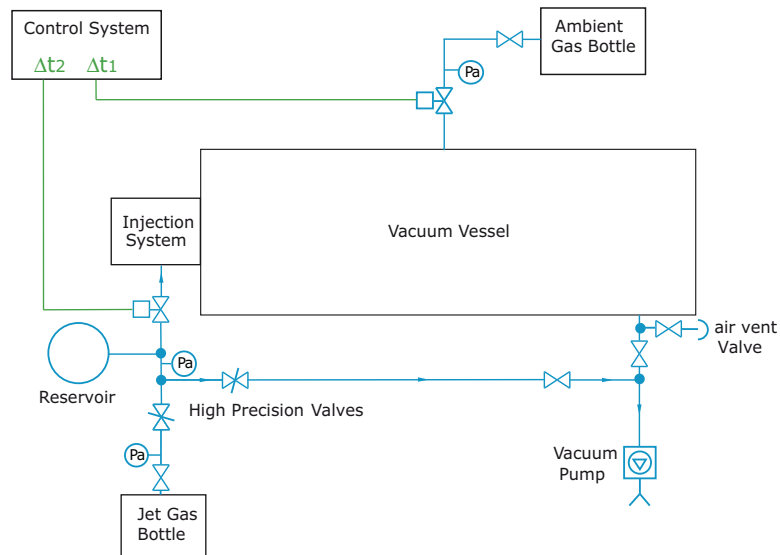 Control System
Δt2 Δt1
Ambient
Gas Bottle
Pa
Injection
System
Vacuum Vessel
air vent
Valve
Pa
Reservoir
High Precision Valves
Pa
Vacuum
Pump
Jet Gas
Bottle